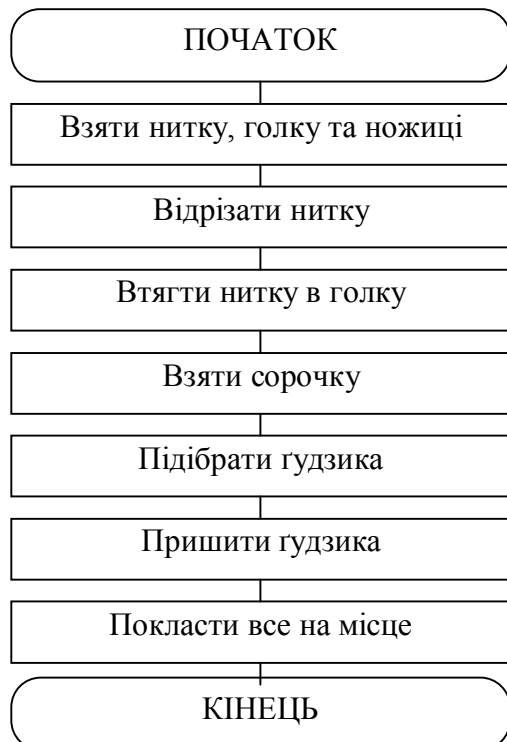 ПОЧАТОК
Взяти нитку, голку та ножиці
Відрізати нитку
Втягти нитку в голку
Взяти сорочку
Підібрати ґудзика
Пришити ґудзика
Покласти все на місце
КІНЕЦЬ